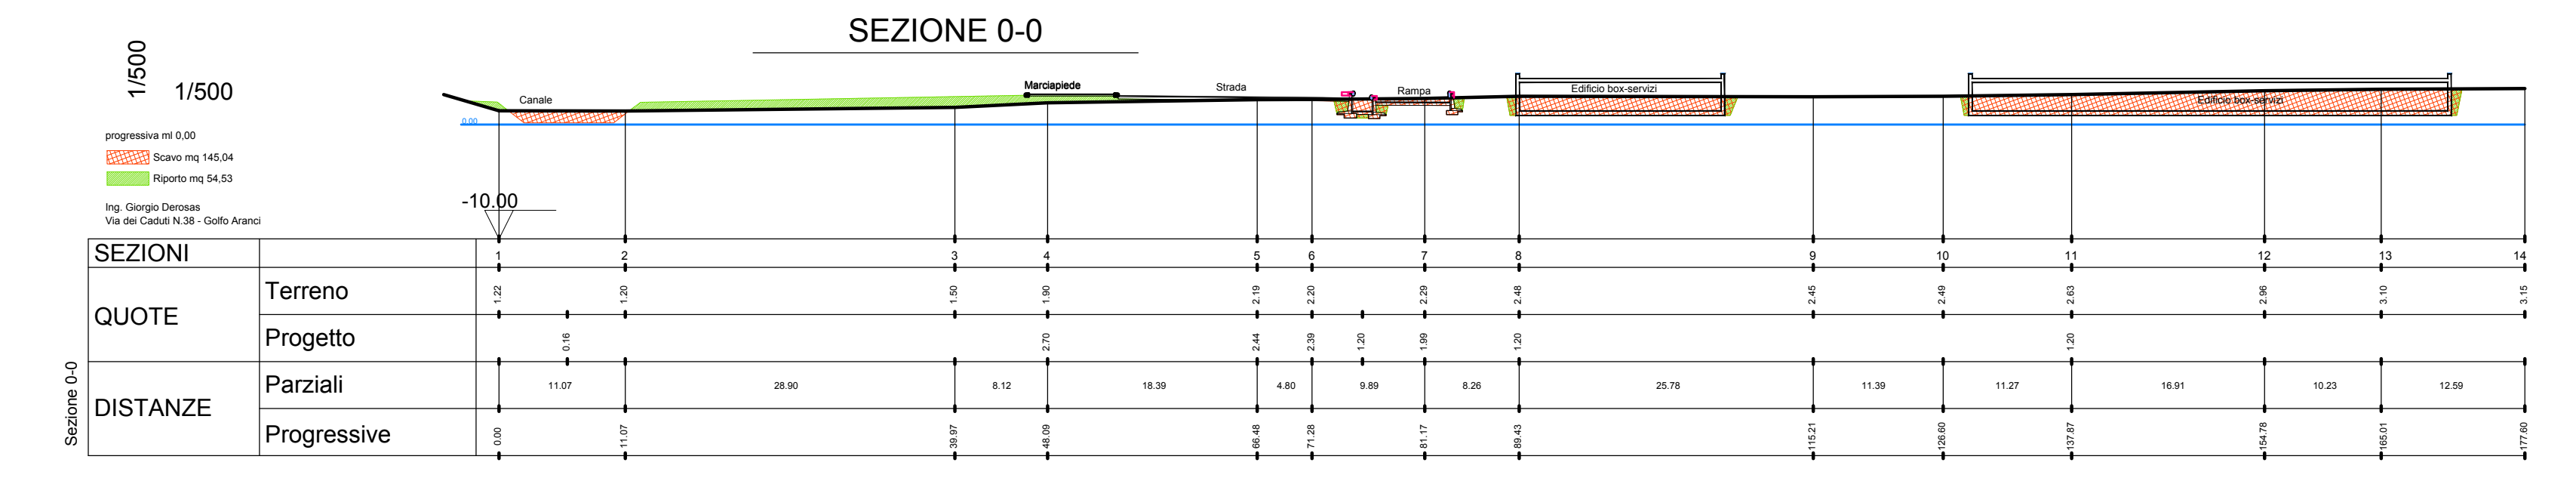 SEZIONE 0-0
1/500
1/500
Canale
Marciapiede
Strada
Rampa
Edificio box-servizi
Edificio box-servizi
0.00
progressiva ml 0,00
Scavo mq 145,04
Riporto mq 54,53
Ing. Giorgio Derosas
Via dei Caduti N.38 - Golfo Aranci
-10.00
Sezione 0-0
SEZIONI 1 2 3 4 5 6 7 8 9 10 11 12 13 14
QUOTE
Terreno 1.22 1.20 1.50 1.90 2.19 2.20 2.29 2.48 2.45 2.49 2.63 2.96 3.10 3.15
Progetto 0.16 2.70 2.44 2.39 1.20 1.99 1.20 1.20
DISTANZE
Parziali 11.07 28.90 8.12 18.39 4.80 9.89 8.26 25.78 11.39 11.27 16.91 10.23 12.59
Progressive 0.00 11.07 39.97 48.09 66.48 71.28 81.17 89.43 115.21 126.60 137.87 154.78 165.01 177.60